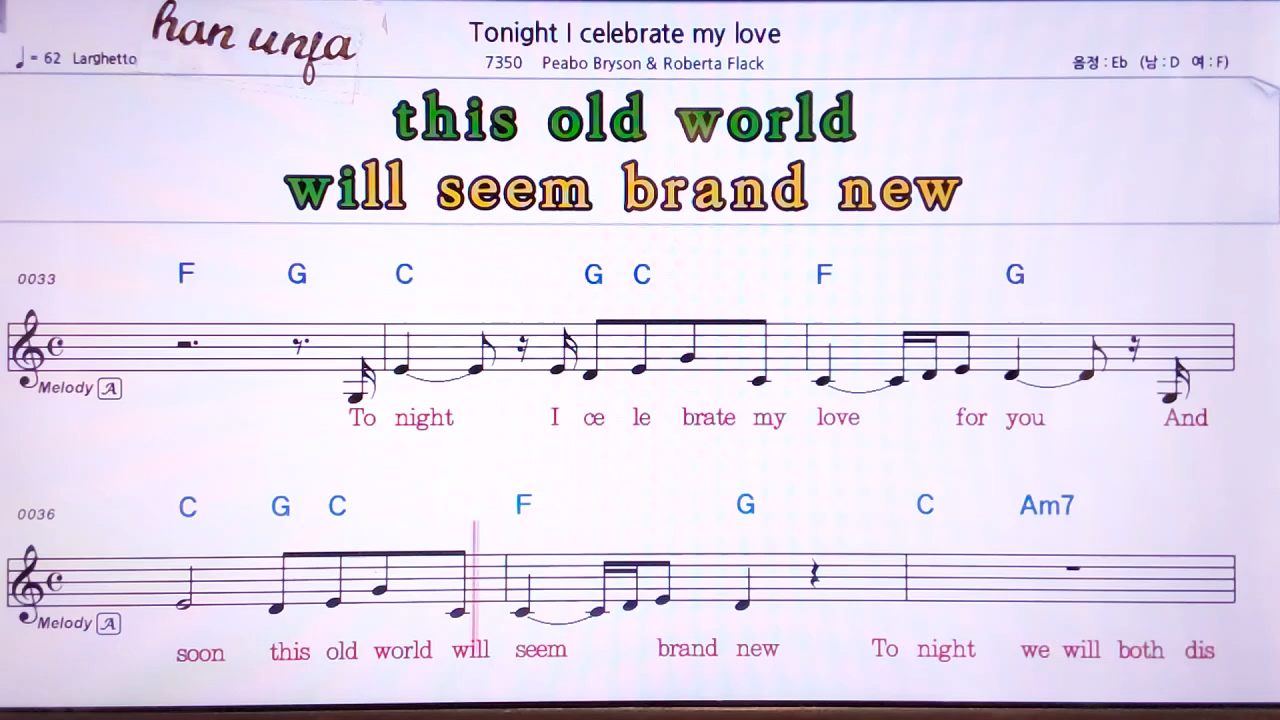 han unfa
Tonight I celebrate my love
♩= 62 Larghetto
7350 Peabo Bryson & Roberta Flack
음정 : Eb (남 : D 여 : F)
this old world
will seem brand new
0033 F G C G C F G
Melody A
To night I ce le brate my love for you And
0036 C G C F G C Am7
Melody A
soon this old world will seem brand new To night we will both dis